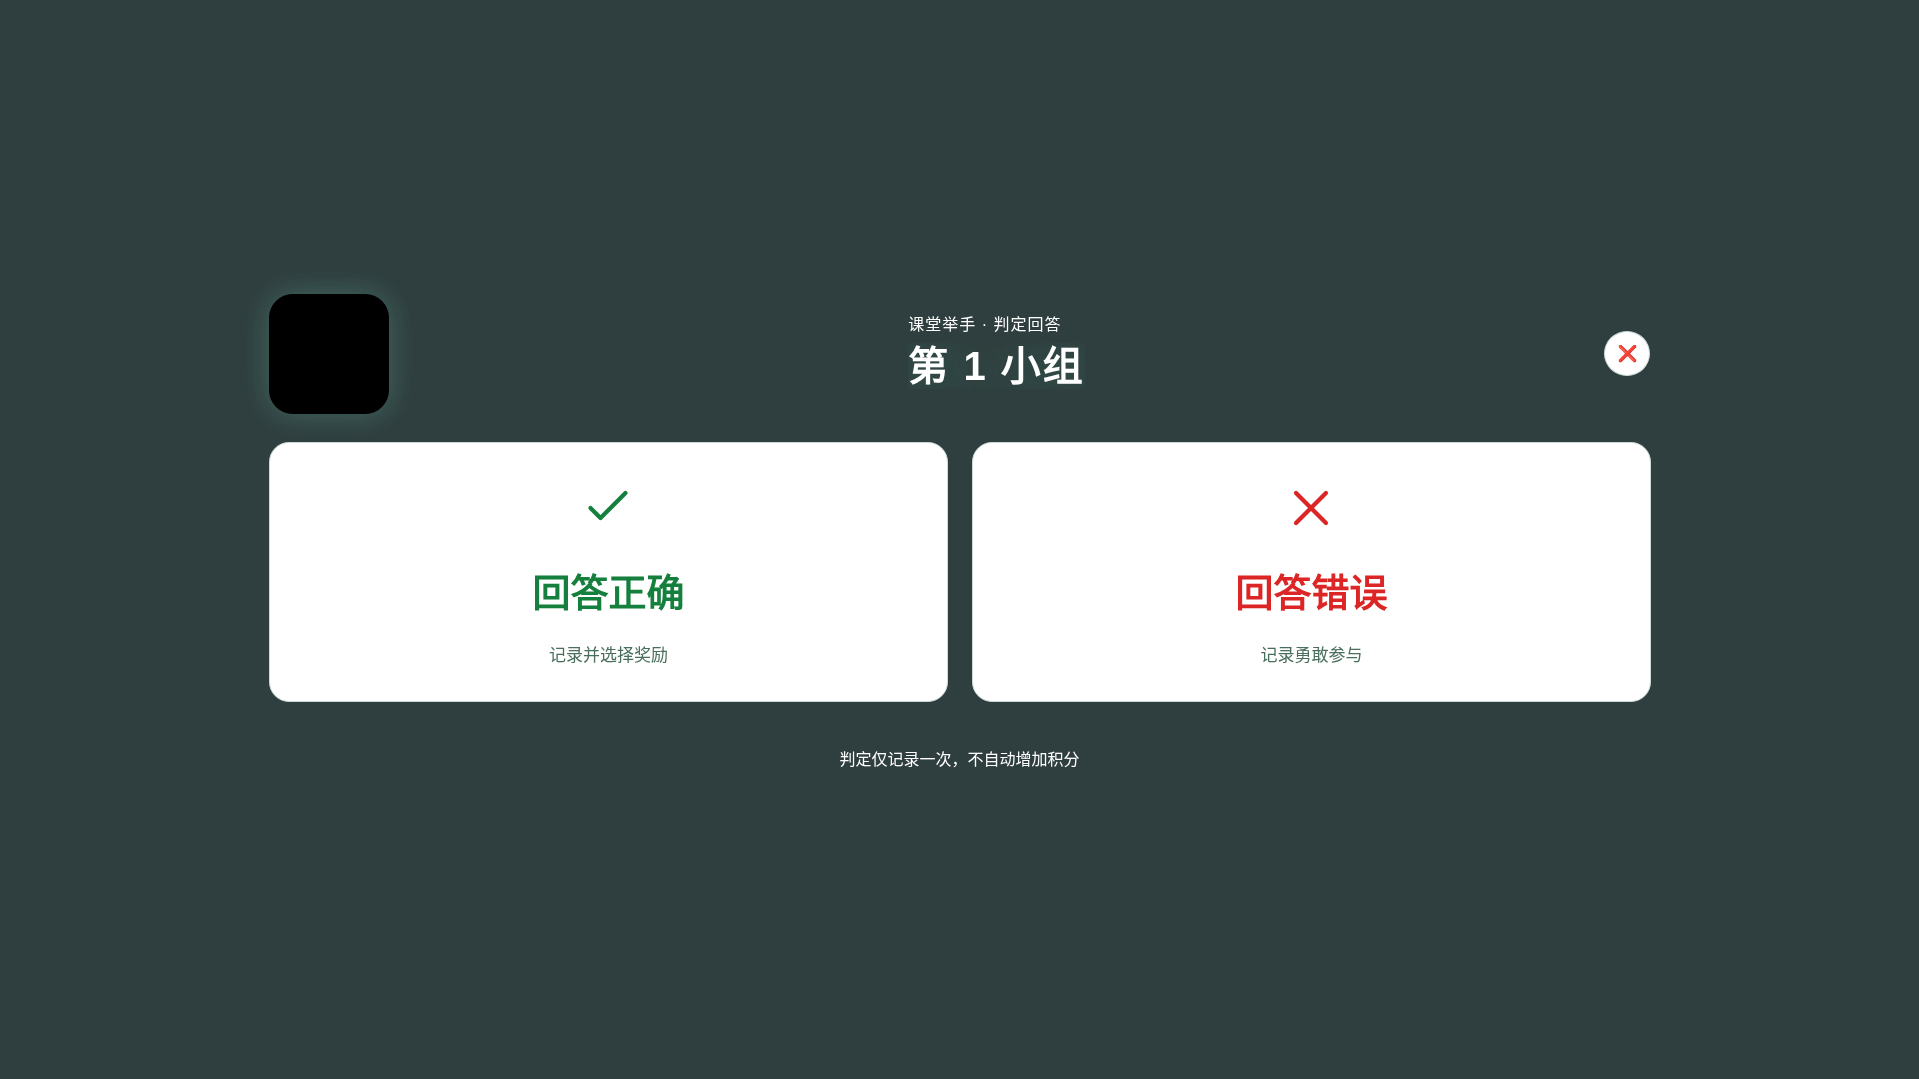 课堂举手 · 判定回答
第 1 小组
回答正确
记录并选择奖励
回答错误
记录勇敢参与
判定仅记录一次，不自动增加积分